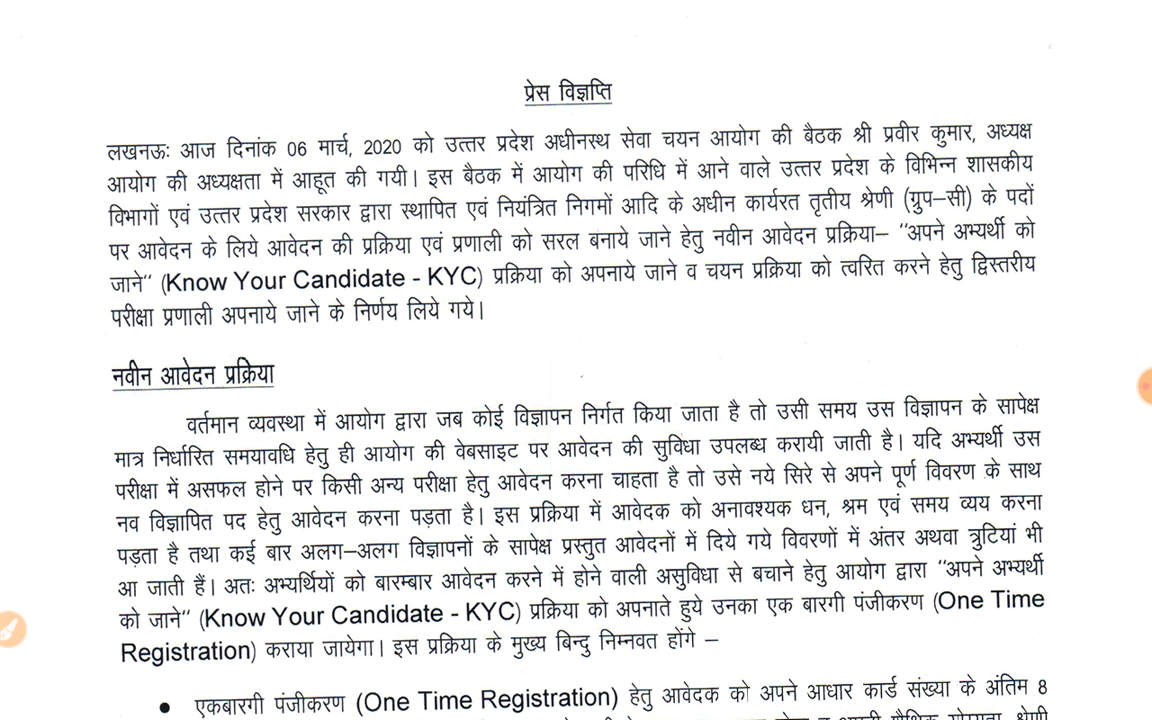 प्रेस विज्ञप्ति
लखनऊः आज दिनांक 06 मार्च, 2020 को उत्तर प्रदेश अधीनस्थ सेवा चयन आयोग की बैठक श्री प्रवीर कुमार, अध्यक्ष
आयोग की अध्यक्षता में आहूत की गयी। इस बैठक में आयोग की परिधि में आने वाले उत्तर प्रदेश के विभिन्न शासकीय
विभागों एवं उत्तर प्रदेश सरकार द्वारा स्थापित एवं नियंत्रित निगमों आदि के अधीन कार्यरत तृतीय श्रेणी (ग्रुप–सी) के पदों
पर आवेदन के लिये आवेदन की प्रक्रिया एवं प्रणाली को सरल बनाये जाने हेतु नवीन आवेदन प्रक्रिया– "अपने अभ्यर्थी को
जाने" (Know Your Candidate - KYC) प्रक्रिया को अपनाये जाने व चयन प्रक्रिया को त्वरित करने हेतु द्विस्तरीय
परीक्षा प्रणाली अपनाये जाने के निर्णय लिये गये।
नवीन आवेदन प्रक्रिया
वर्तमान व्यवस्था में आयोग द्वारा जब कोई विज्ञापन निर्गत किया जाता है तो उसी समय उस विज्ञापन के सापेक्ष
मात्र निर्धारित समयावधि हेतु ही आयोग की वेबसाइट पर आवेदन की सुविधा उपलब्ध करायी जाती है। यदि अभ्यर्थी उस
परीक्षा में असफल होने पर किसी अन्य परीक्षा हेतु आवेदन करना चाहता है तो उसे नये सिरे से अपने पूर्ण विवरण के साथ
नव विज्ञापित पद हेतु आवेदन करना पड़ता है। इस प्रक्रिया में आवेदक को अनावश्यक धन, श्रम एवं समय व्यय करना
पड़ता है तथा कई बार अलग–अलग विज्ञापनों के सापेक्ष प्रस्तुत आवेदनों में दिये गये विवरणों में अंतर अथवा त्रुटियां भी
आ जाती हैं। अतः अभ्यर्थियों को बारम्बार आवेदन करने में होने वाली असुविधा से बचाने हेतु आयोग द्वारा "अपने अभ्यर्थी
को जाने" (Know Your Candidate - KYC) प्रक्रिया को अपनाते हुये उनका एक बारगी पंजीकरण (One Time
Registration) कराया जायेगा। इस प्रक्रिया के मुख्य बिन्दु निम्नवत होंगे –
• एकबारगी पंजीकरण (One Time Registration) हेतु आवेदक को अपने आधार कार्ड संख्या के अंतिम 8